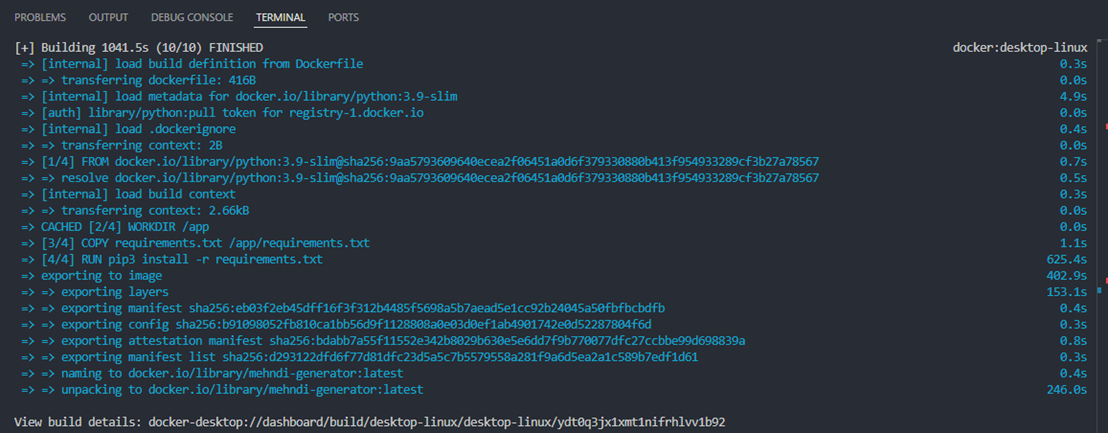 PROBLEMS OUTPUT DEBUG CONSOLE TERMINAL PORTS
[+] Building 1041.5s (10/10) FINISHED docker:desktop-linux
=> [internal] load build definition from Dockerfile 0.3s
=> => transferring dockerfile: 416B 0.0s
=> [internal] load metadata for docker.io/library/python:3.9-slim 4.9s
=> [auth] library/python:pull token for registry-1.docker.io 0.0s
=> [internal] load .dockerignore 0.4s
=> => transferring context: 2B 0.0s
=> [1/4] FROM docker.io/library/python:3.9-slim@sha256:9aa5793609640ecea2f06451a0d6f379330880b413f954933289cf3b27a78567 0.7s
=> => resolve docker.io/library/python:3.9-slim@sha256:9aa5793609640ecea2f06451a0d6f379330880b413f954933289cf3b27a78567 0.5s
=> [internal] load build context 0.3s
=> => transferring context: 2.66kB 0.0s
=> CACHED [2/4] WORKDIR /app 0.0s
=> [3/4] COPY requirements.txt /app/requirements.txt 1.1s
=> [4/4] RUN pip3 install -r requirements.txt 625.4s
=> exporting to image 402.9s
=> => exporting layers 153.1s
=> => exporting manifest sha256:eb03f2eb45dff16f3f312b4485f5698a5b7aead5e1cc92b24045a50fbfbcbdfb 0.4s
=> => exporting config sha256:b91098052fb810ca1bb56d9f1128808a0e03d0ef1ab4901742e0d52287804f6d 0.3s
=> => exporting attestation manifest sha256:bdabb7a55f11552e342b8029b630e5e6dd7f9b770077dfc27ccbbe99d698839a 0.8s
=> => exporting manifest list sha256:d293122dfd6f77d81dfc23d5a5c7b5579558a281f9a6d5ea2a1c589b7edf1d61 0.3s
=> => naming to docker.io/library/mehndi-generator:latest 0.4s
=> => unpacking to docker.io/library/mehndi-generator:latest 246.0s
View build details: docker-desktop://dashboard/build/desktop-linux/desktop-linux/ydt0q3jx1xmt1nifrhlvv1b92